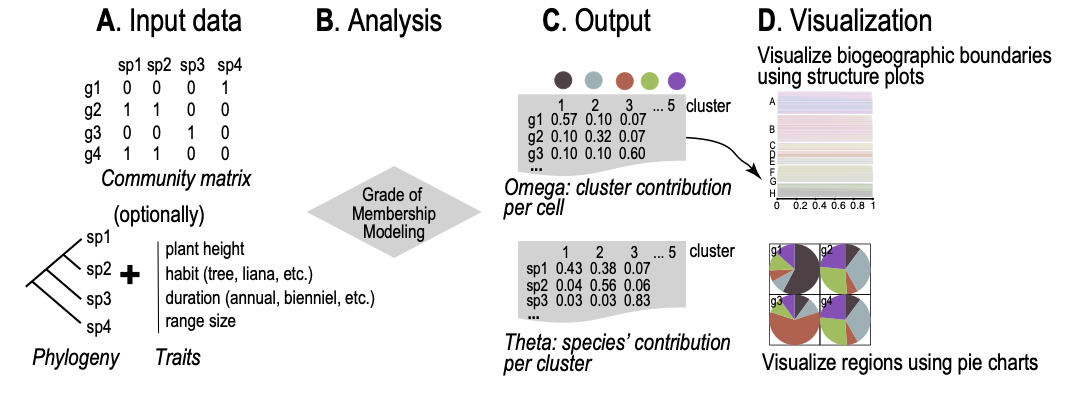 A. Input data
sp1 sp2 sp3 sp4
g1 0 0 0 1
g2 1 1 0 0
g3 0 0 1 0
g4 1 1 0 0
Community matrix
(optionally)
sp1
sp2
sp3
sp4
Phylogeny
+
plant height
habit (tree, liana, etc.)
duration (annual, bienniel, etc.)
range size
Traits
B. Analysis
Grade of
Membership
Modeling
C. Output
1 2 3 ... 5 cluster
g1 0.57 0.10 0.07
g2 0.10 0.32 0.07
g3 0.10 0.10 0.60
...
Omega: cluster contribution
per cell
1 2 3 ... 5 cluster
sp1 0.43 0.38 0.07
sp2 0.04 0.56 0.06
sp3 0.03 0.03 0.83
...
Theta: species' contribution
per cluster
D. Visualization
Visualize biogeographic boundaries
using structure plots
A
B
C
D
E
F
G
H
0 0.2 0.4 0.6 0.8 1
g1 g2
g3 g4
Visualize regions using pie charts